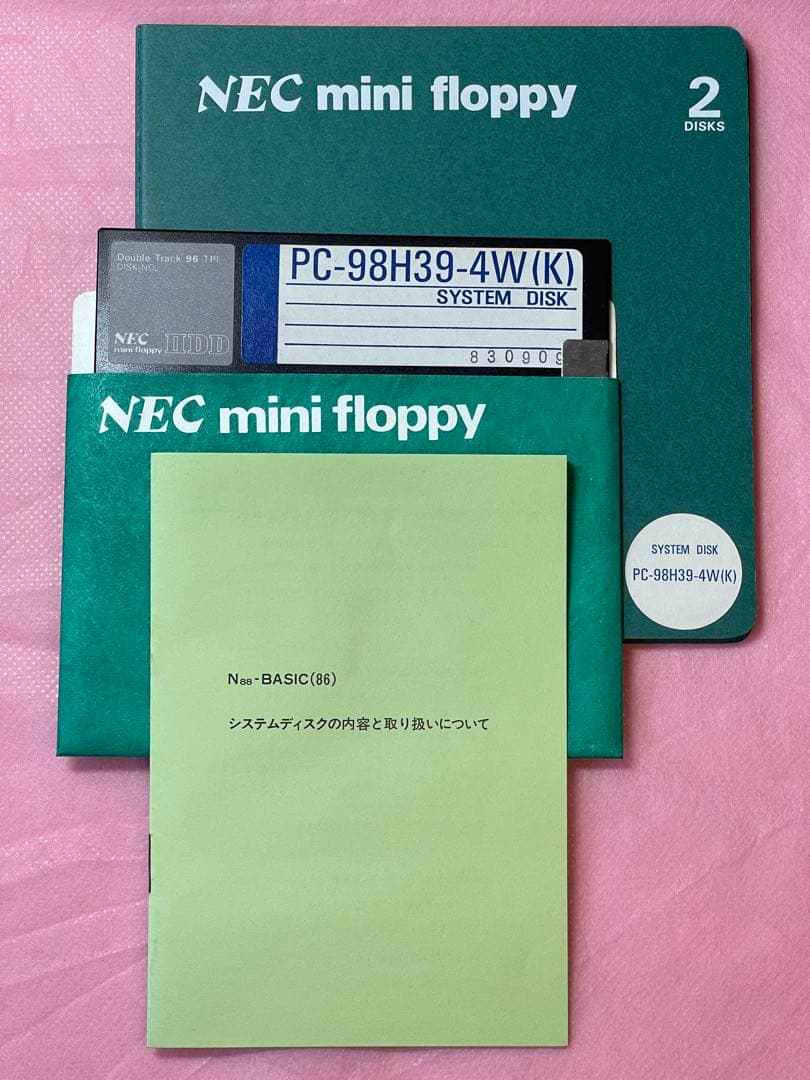 NEC mini floppy
2
DISKS
Double Track 96 TPI
DISK NO.
NEC
mini floppy IIDD
PC-98H39-4W(K)
SYSTEM DISK
830909
NEC mini floppy
SYSTEM DISK
PC-98H39-4W(K)
N88-BASIC(86)
システムディスクの内容と取り扱いについて